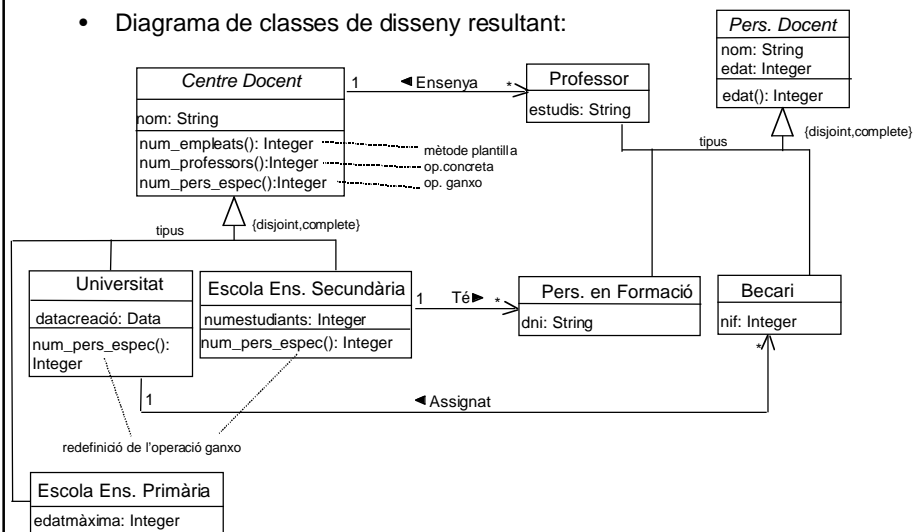 • Diagrama de classes de disseny resultant:
Pers. Docent
nom: String
edat: Integer
edat(): Integer
{disjoint,complete}
tipus
Centre Docent
nom: String
num_empleats(): Integer
num_professors():Integer
num_pers_espec():Integer
1
◄Ensenya
*
Professor
estudis: String
mètode plantilla
op.concreta
op. ganxo
{disjoint,complete}
tipus
Universitat
datacreació: Data
num_pers_espec():
Integer
Escola Ens. Secundària
numestudiants: Integer
num_pers_espec(): Integer
1
Té►
*
Pers. en Formació
dni: String
Becari
nif: Integer
*
1
◄Assignat
redefinició de l'operació ganxo
Escola Ens. Primària
edatmàxima: Integer